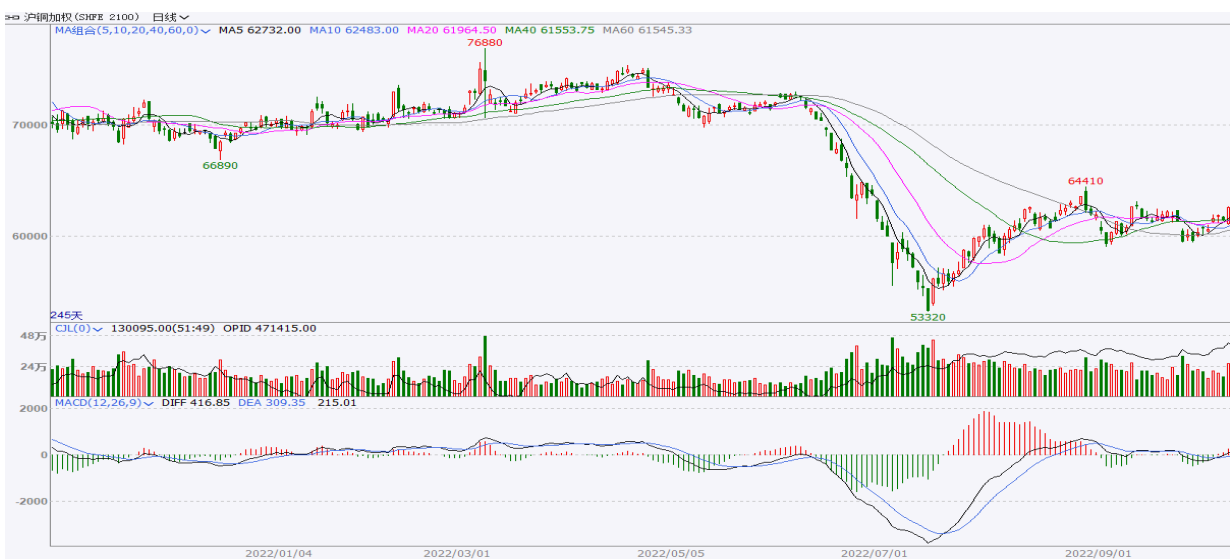 沪铜加权(SHFE 2100) 日线
MA组合(5,10,20,40,60,0) MA5 62732.00 MA10 62483.00 MA20 61964.50 MA40 61553.75 MA60 61545.33
76880
70000
66890
64410
60000
53320
245天
CJL(0) 130095.00(51:49) OPID 471415.00
48万
24万
MACD(12,26,9) DIFF 416.85 DEA 309.35 215.01
2000
0
-2000
2022/01/04 2022/03/01 2022/05/05 2022/07/01 2022/09/01